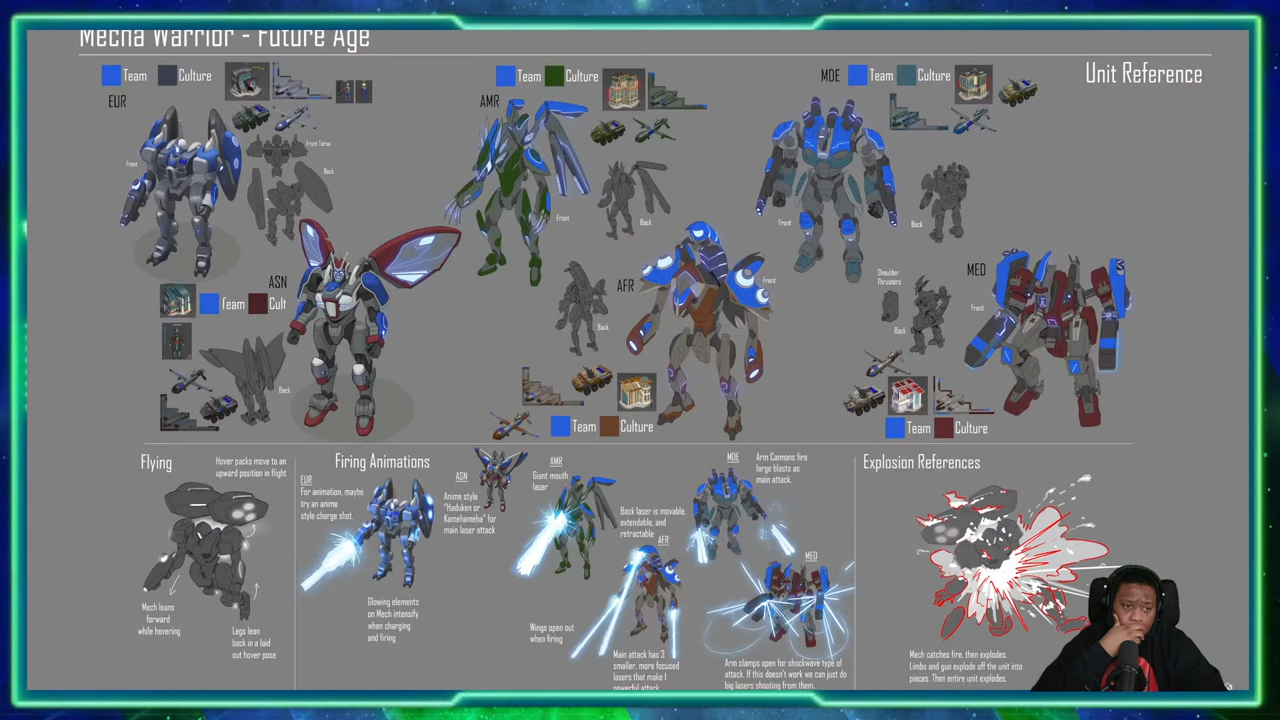 Mecha Warrior - Future Age
Unit Reference
Team
Culture
EUR
Front
Front Torso
Back
Team
Culture
AMR
Front
Back
MDE
Team
Culture
Front
Back
ASN
Team
Cult
Back
AFR
Front
Back
Team
Culture
MED
Shoulder
Thrusters
Front
Back
Team
Culture
Flying
Hover packs move to an
upward position in flight
Mech leans
forward
while hovering
Legs lean
back in a laid
out hover pose
Firing Animations
EUR
For animation, maybe
try an anime
style charge shot.
Glowing elements
on Mech intensify
when charging
and firing
ASN
Anime style
"Haduken or
Kamehameha" for
main laser attack
AMR
Giant mouth
laser
Wings open out
when firing
Back laser is movable,
extendable, and
retractable
AFR
Main attack has 3
smaller, more focused
lasers that make 1
powerful attack
MDE
Arm Cannons fire
large blasts as
main attack.
MED
Arm clamps open for shockwave type of
attack. If this doesn't work we can just do
big lasers shooting from them.
Explosion References
Mech catches fire, then explodes.
Limbs and gun explode off the unit into
pieces. Then entire unit explodes.